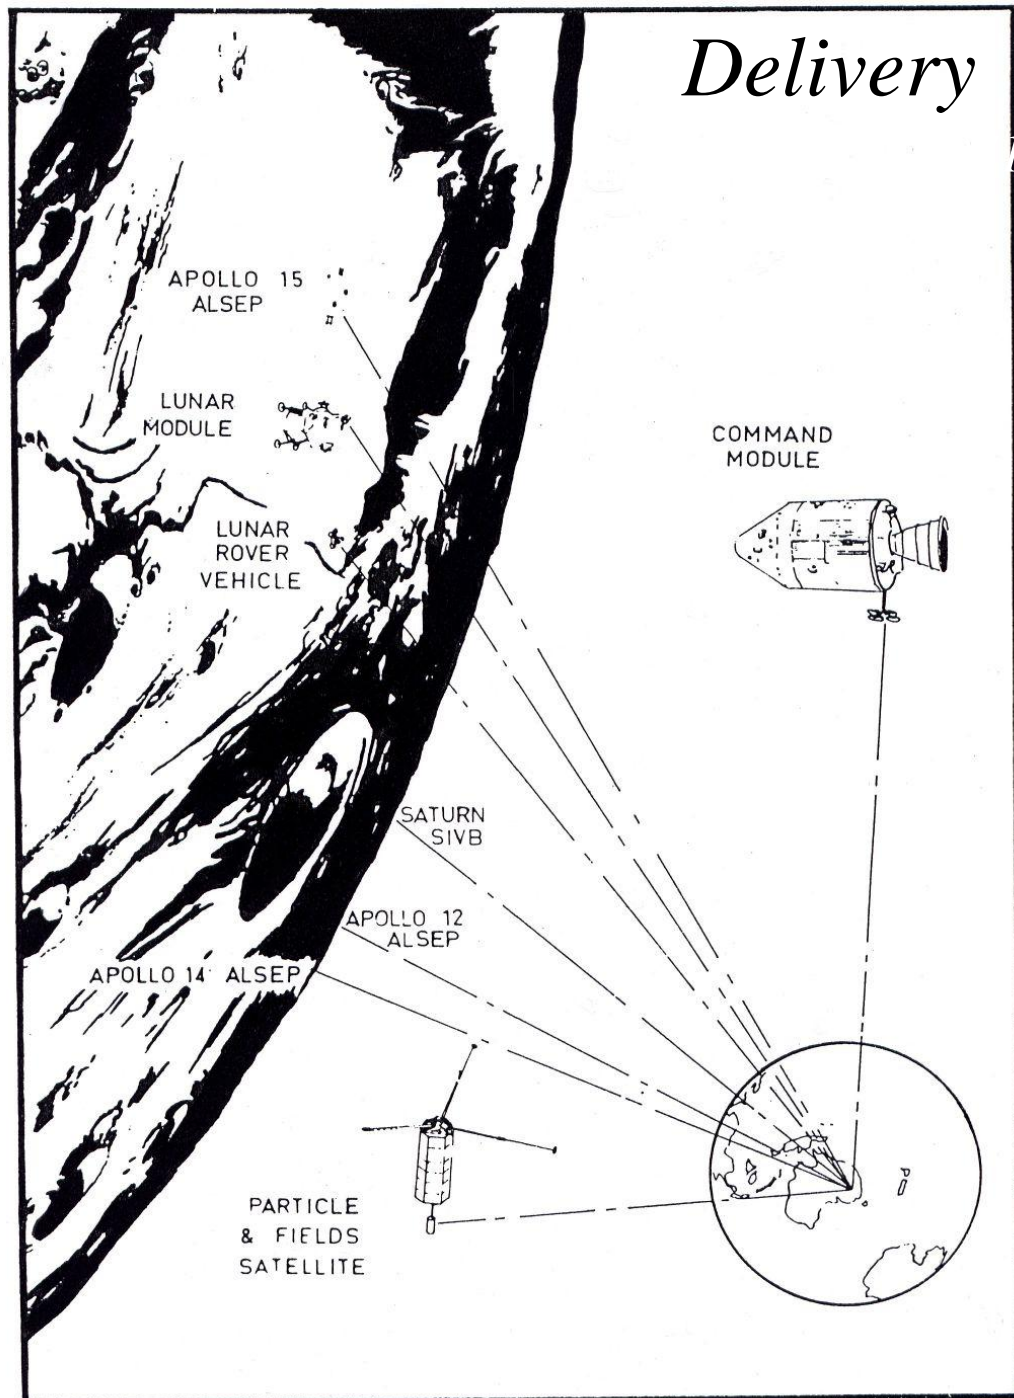 Delivery
APOLLO 15
ALSEP
LUNAR
MODULE
COMMAND
MODULE
LUNAR
ROVER
VEHICLE
SATURN
SIVB
APOLLO 12
ALSEP
APOLLO 14 ALSEP
PARTICLE
& FIELDS
SATELLITE